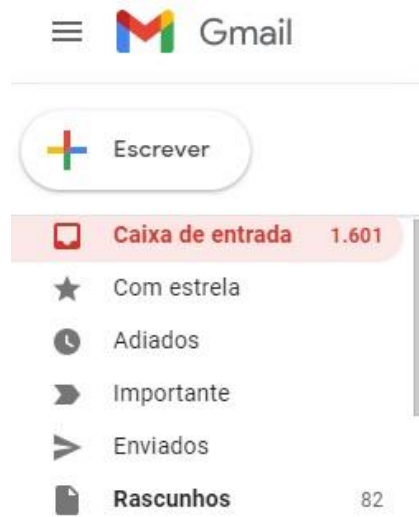 Gmail
Escrever
Caixa de entrada 1.601
Com estrela
Adiados
Importante
Enviados
Rascunhos 82